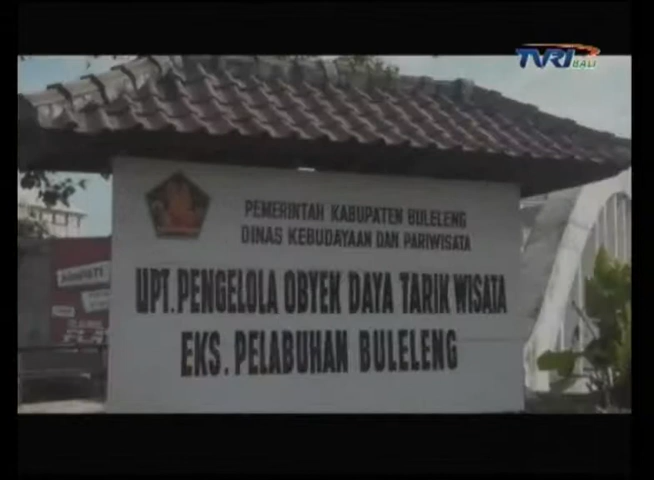 TVRI
BALI
PEMERINTAH KABUPATEN BULELENG
DINAS KEBUDAYAAN DAN PARIWISATA
UPT. PENGELOLA OBYEK DAYA TARIK WISATA
EKS. PELABUHAN BULELENG